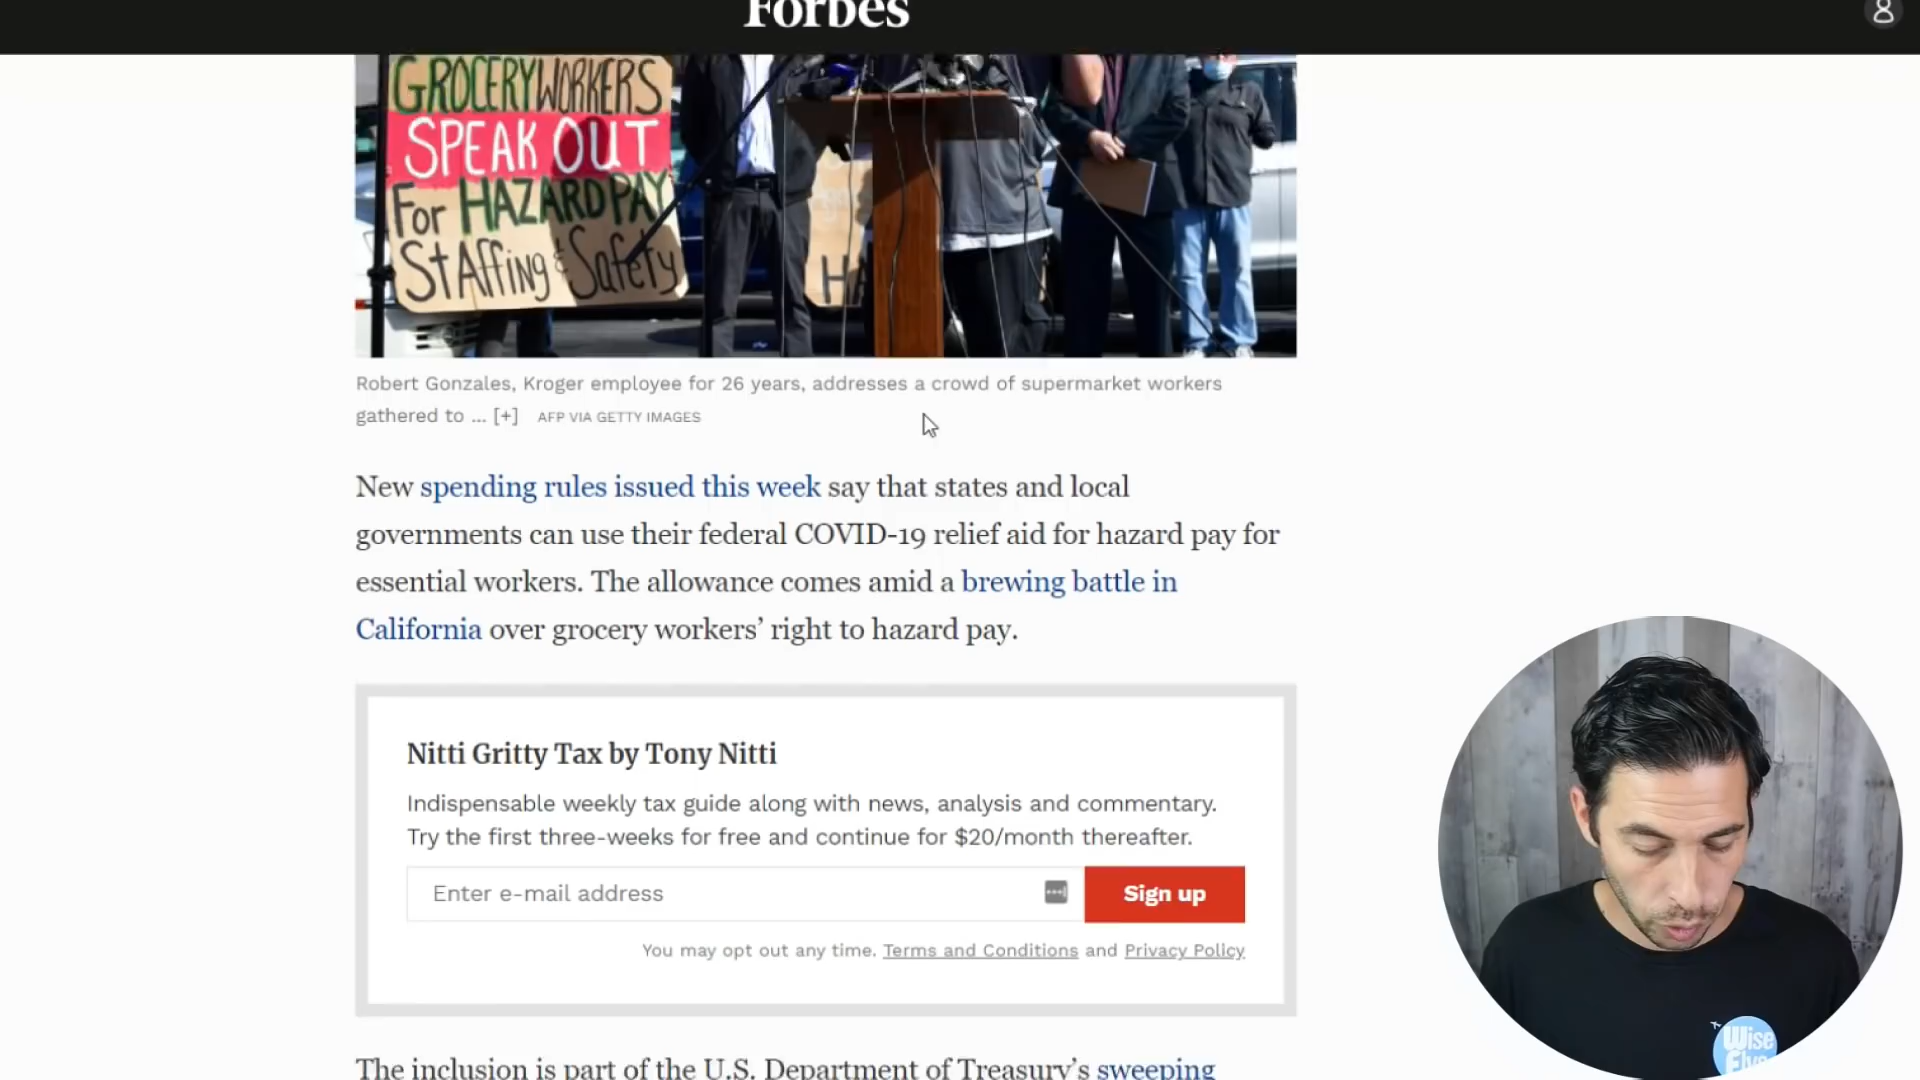 Forbes
GROCERY WORKERS
SPEAK OUT
For HAZARD PAY
Staffing & Safety
Robert Gonzales, Kroger employee for 26 years, addresses a crowd of supermarket workers
gathered to ... [+] AFP VIA GETTY IMAGES
New spending rules issued this week say that states and local
governments can use their federal COVID-19 relief aid for hazard pay for
essential workers. The allowance comes amid a brewing battle in
California over grocery workers’ right to hazard pay.
Nitti Gritty Tax by Tony Nitti
Indispensable weekly tax guide along with news, analysis and commentary.
Try the first three-weeks for free and continue for $20/month thereafter.
Enter e-mail address
Sign up
You may opt out any time. Terms and Conditions and Privacy Policy
The inclusion is part of the U.S. Department of Treasury’s sweeping
Wise